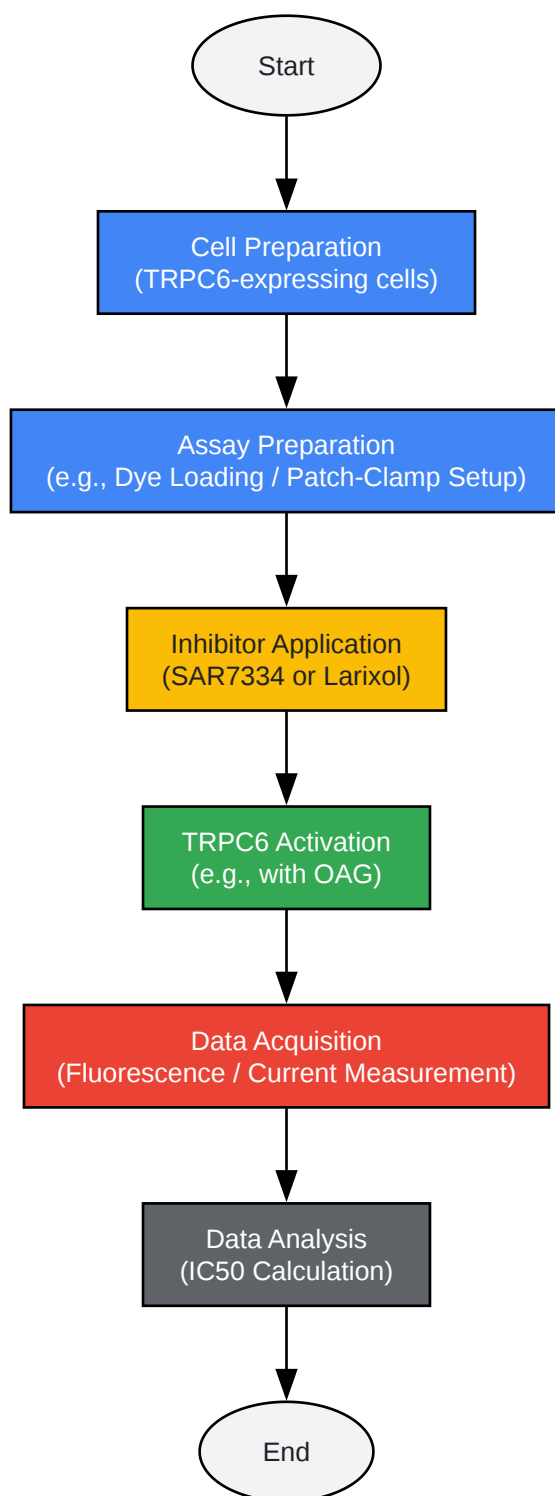 Start
Cell Preparation
(TRPC6-expressing cells)
Assay Preparation
(e.g., Dye Loading / Patch-Clamp Setup)
Inhibitor Application
(SAR7334 or Larixol)
TRPC6 Activation
(e.g., with OAG)
Data Acquisition
(Fluorescence / Current Measurement)
Data Analysis
(IC50 Calculation)
End